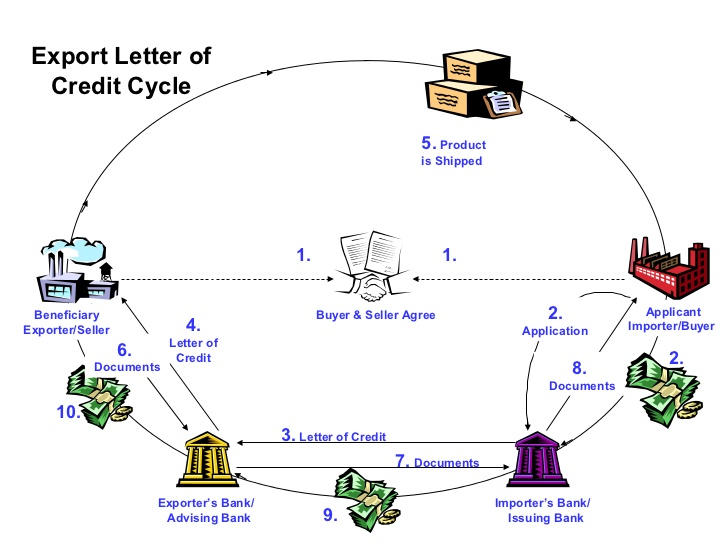 Export Letter of
Credit Cycle
5. Product
is Shipped
1.
1.
Buyer & Seller Agree
Beneficiary
Exporter/Seller
Applicant
Importer/Buyer
4.
Letter of
Credit
2.
Application
6.
Documents
8.
Documents
2.
10.
3. Letter of Credit
7. Documents
Exporter's Bank/
Advising Bank
9.
Importer's Bank/
Issuing Bank